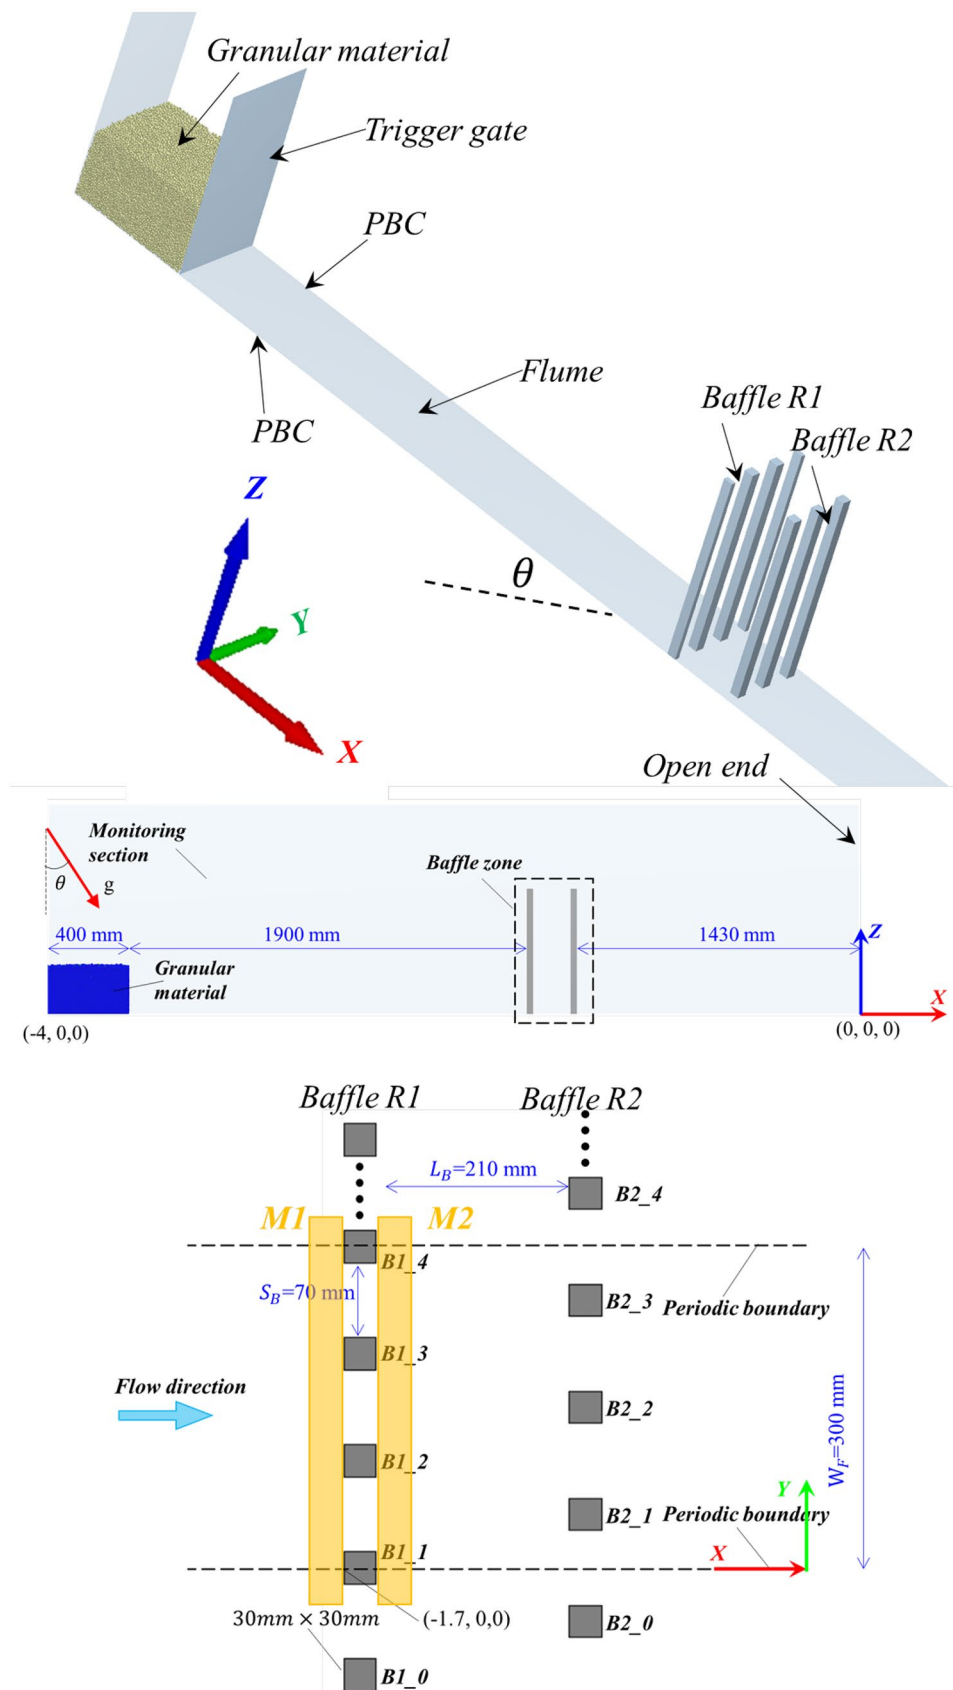 Granular material
Trigger gate
PBC
Flume
PBC
Baffle R1
Baffle R2
Z
θ
Y
X
Open end
Monitoring
section
θ
g
Baffle zone
400 mm
1900 mm
1430 mm
Z
Granular
material
X
(-4, 0,0)
(0, 0, 0)
Baffle R1
Baffle R2
L_B=210 mm
B2_4
M1
M2
B1_4
S_B=70 mm
B2_3
Periodic boundary
B1_3
Flow direction
B2_2
W_F=300 mm
B1_2
Y
B2_1
Periodic boundary
B1_1
X
30mm × 30mm
(-1.7, 0,0)
B2_0
B1_0